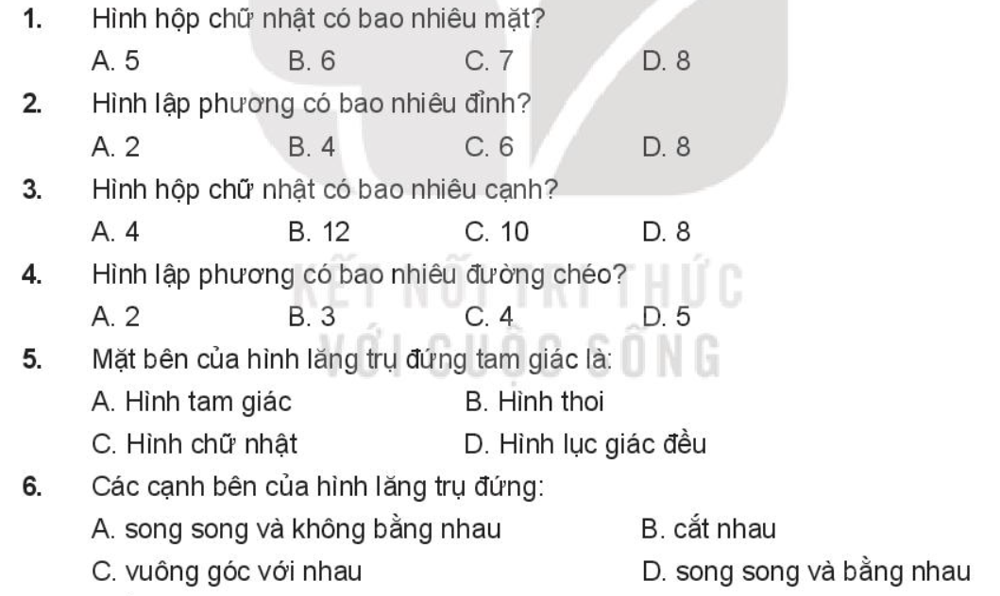 1. Hình hộp chữ nhật có bao nhiêu mặt?
A. 5 B. 6 C. 7 D. 8
2. Hình lập phương có bao nhiêu đỉnh?
A. 2 B. 4 C. 6 D. 8
3. Hình hộp chữ nhật có bao nhiêu cạnh?
A. 4 B. 12 C. 10 D. 8
4. Hình lập phương có bao nhiêu đường chéo?
KẾT NỐI TRI THỨC
A. 2 B. 3 C. 4 D. 5
VỚI CUỘC SỐNG
5. Mặt bên của hình lăng trụ đứng tam giác là:
A. Hình tam giác B. Hình thoi
C. Hình chữ nhật D. Hình lục giác đều
6. Các cạnh bên của hình lăng trụ đứng:
A. song song và không bằng nhau B. cắt nhau
C. vuông góc với nhau D. song song và bằng nhau